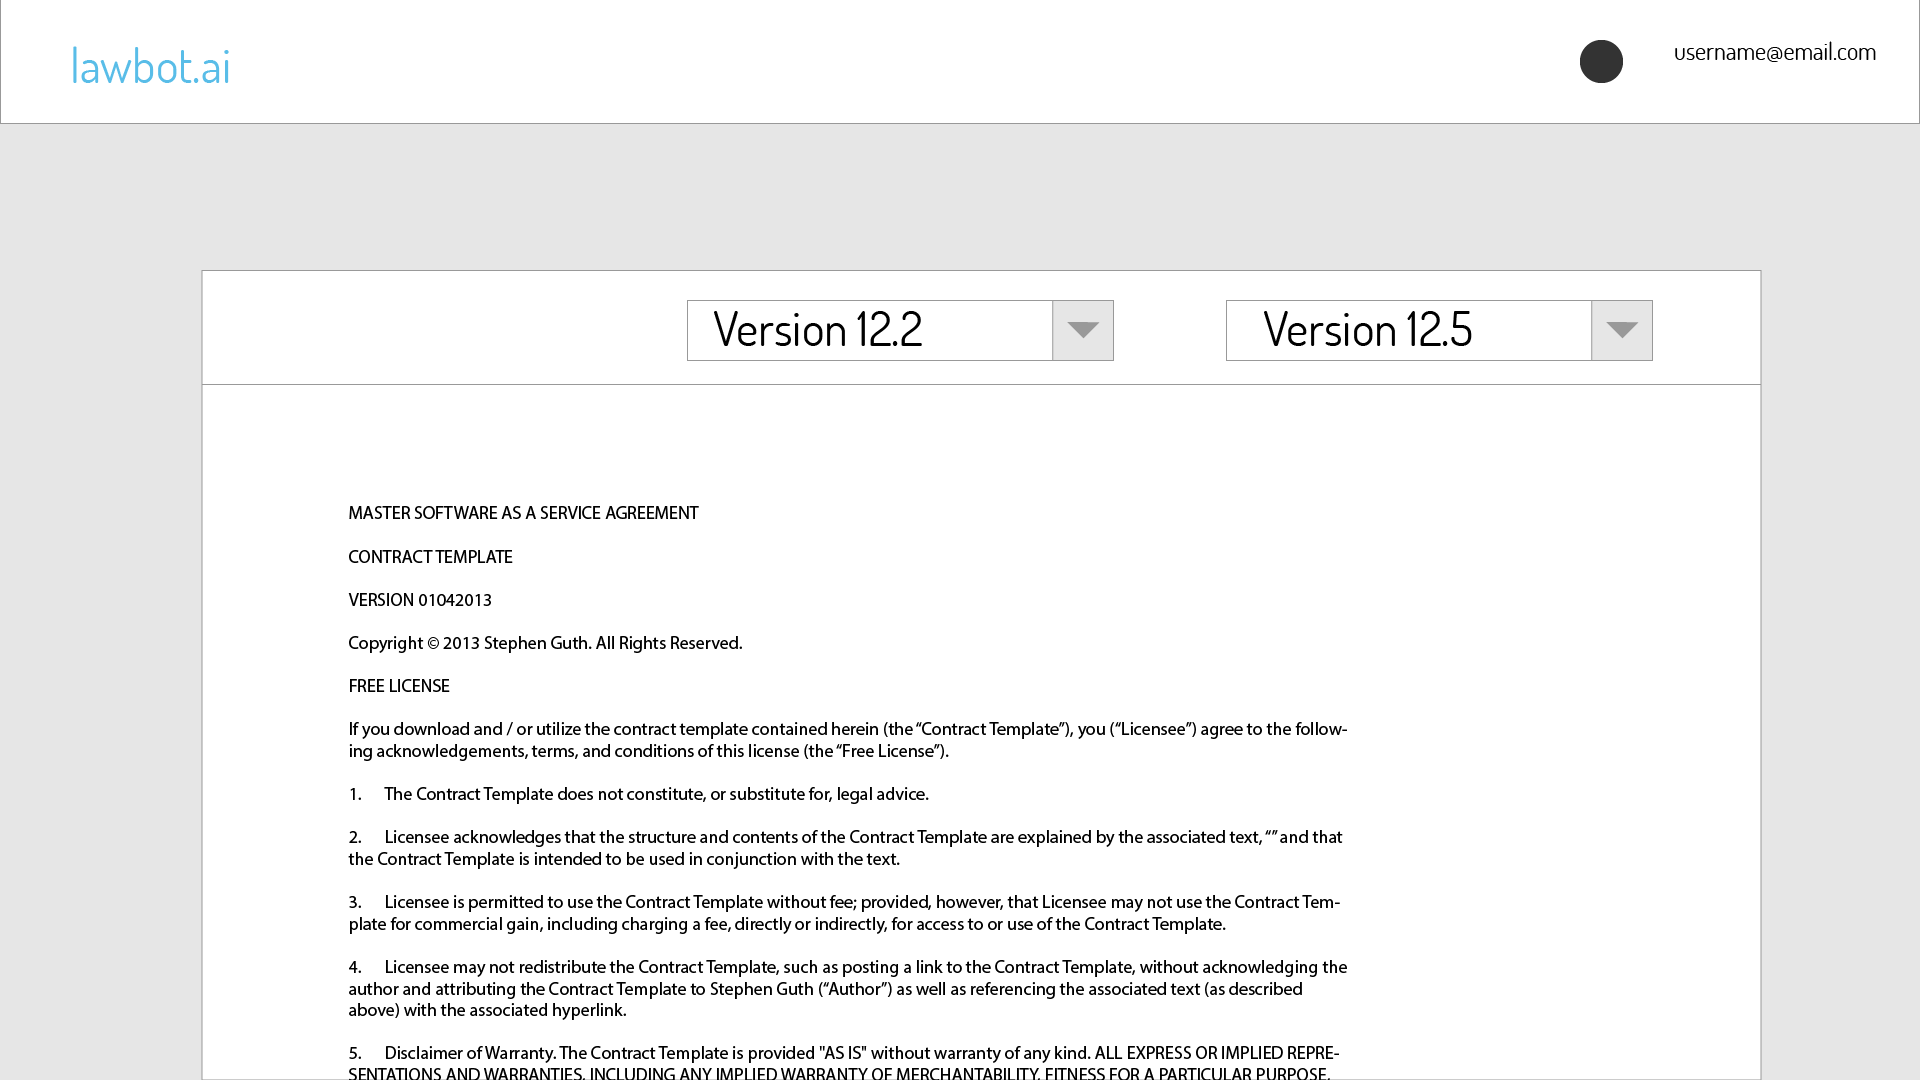 lawbot.ai
username@email.com
Version 12.2
Version 12.5
MASTER SOFTWARE AS A SERVICE AGREEMENT
CONTRACT TEMPLATE
VERSION 01042013
Copyright © 2013 Stephen Guth. All Rights Reserved.
FREE LICENSE
If you download and / or utilize the contract template contained herein (the “Contract Template”), you (“Licensee”) agree to the follow-
ing acknowledgements, terms, and conditions of this license (the “Free License”).
1. The Contract Template does not constitute, or substitute for, legal advice.
2. Licensee acknowledges that the structure and contents of the Contract Template are explained by the associated text, “” and that
the Contract Template is intended to be used in conjunction with the text.
3. Licensee is permitted to use the Contract Template without fee; provided, however, that Licensee may not use the Contract Tem-
plate for commercial gain, including charging a fee, directly or indirectly, for access to or use of the Contract Template.
4. Licensee may not redistribute the Contract Template, such as posting a link to the Contract Template, without acknowledging the
author and attributing the Contract Template to Stephen Guth (“Author”) as well as referencing the associated text (as described
above) with the associated hyperlink.
5. Disclaimer of Warranty. The Contract Template is provided "AS IS" without warranty of any kind. ALL EXPRESS OR IMPLIED REPRE-
SENTATIONS AND WARRANTIES, INCLUDING ANY IMPLIED WARRANTY OF MERCHANTABILITY, FITNESS FOR A PARTICULAR PURPOSE,